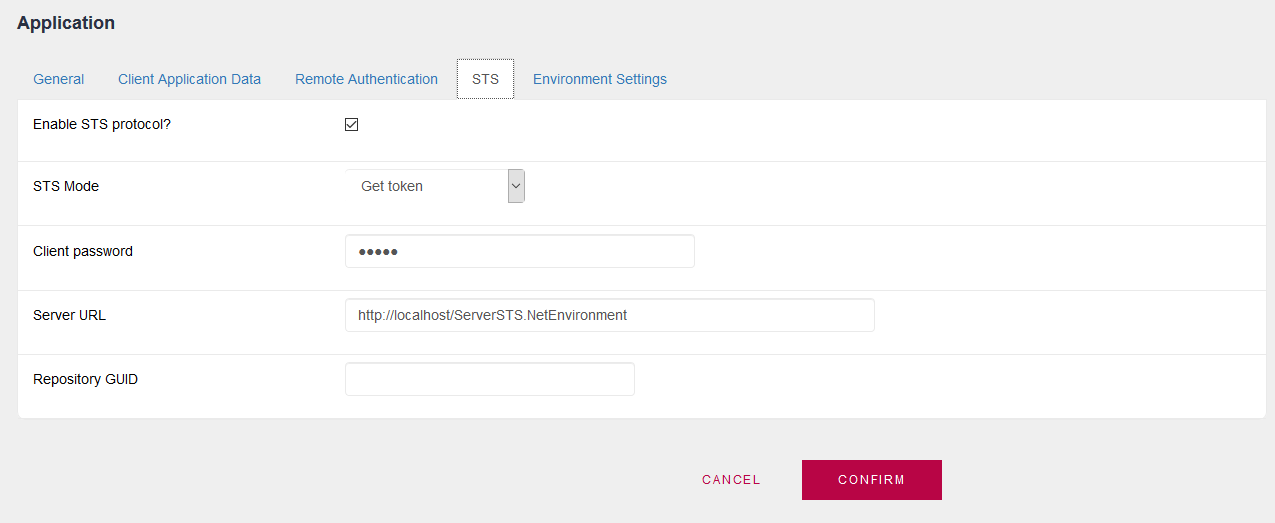 Application
General Client Application Data Remote Authentication STS Environment Settings
Enable STS protocol?
STS Mode Get token
Client password •••••
Server URL http://localhost/ServerSTS.NetEnvironment
Repository GUID
CANCEL CONFIRM